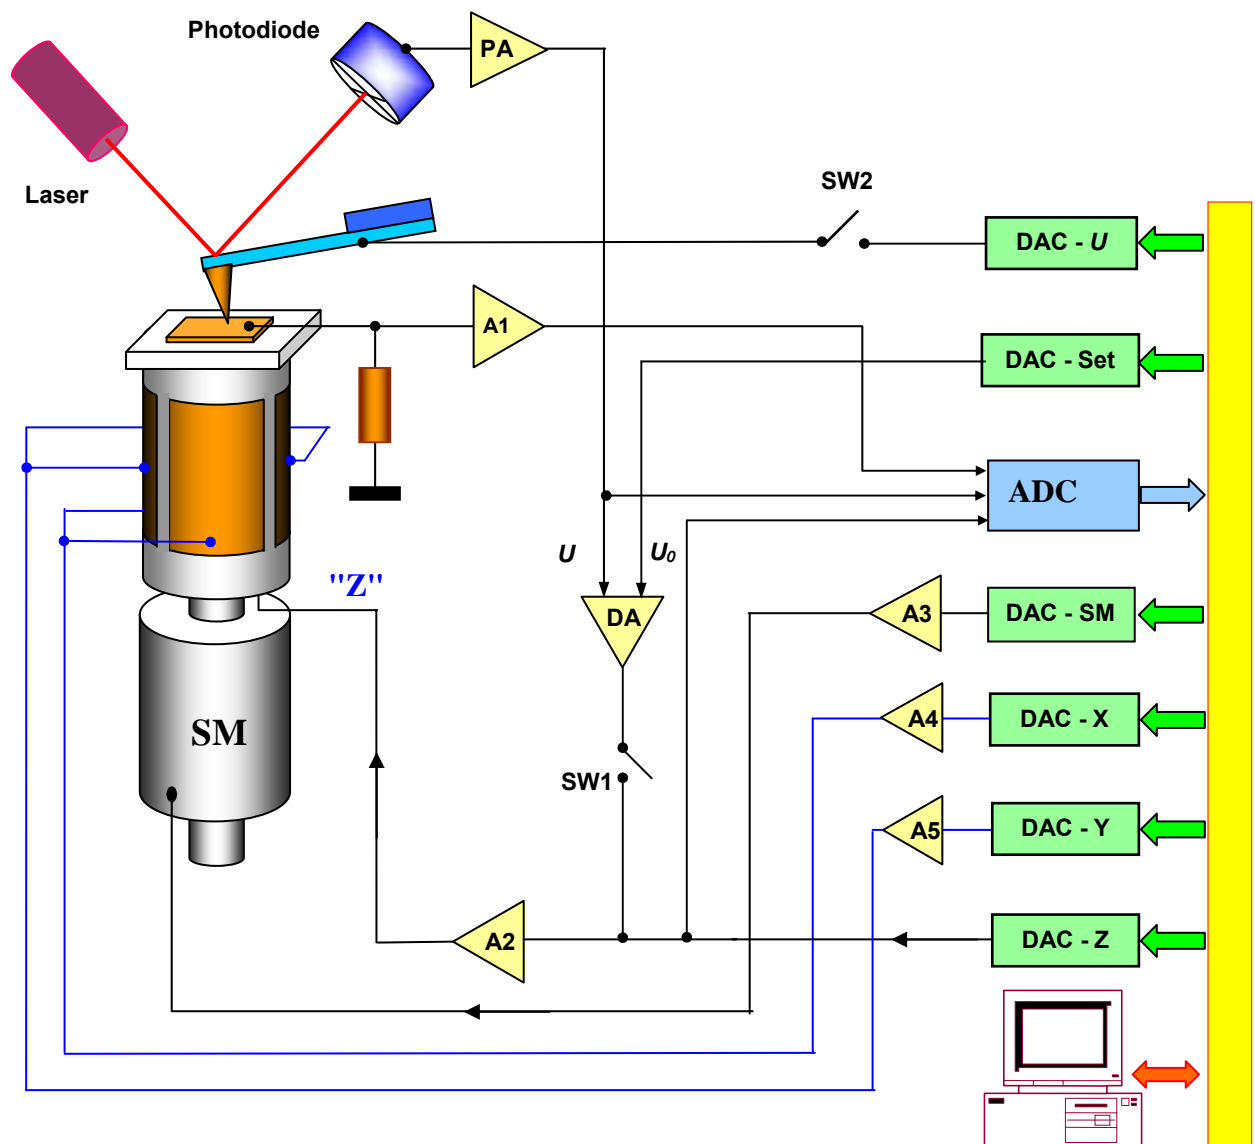 Photodiode
PA
Laser
SW2
DAC - U
A1
DAC - Set
ADC
U
U0
"Z"
DA
A3
DAC - SM
SM
A4
DAC - X
SW1
A5
DAC - Y
A2
DAC - Z